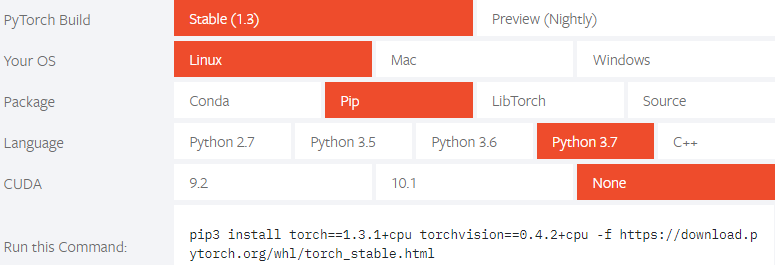 PyTorch Build Stable (1.3) Preview (Nightly)
Your OS Linux Mac Windows
Package Conda Pip LibTorch Source
Language Python 2.7 Python 3.5 Python 3.6 Python 3.7 C++
CUDA 9.2 10.1 None
Run this Command: pip3 install torch==1.3.1+cpu torchvision==0.4.2+cpu -f https://download.p
ytorch.org/whl/torch_stable.html